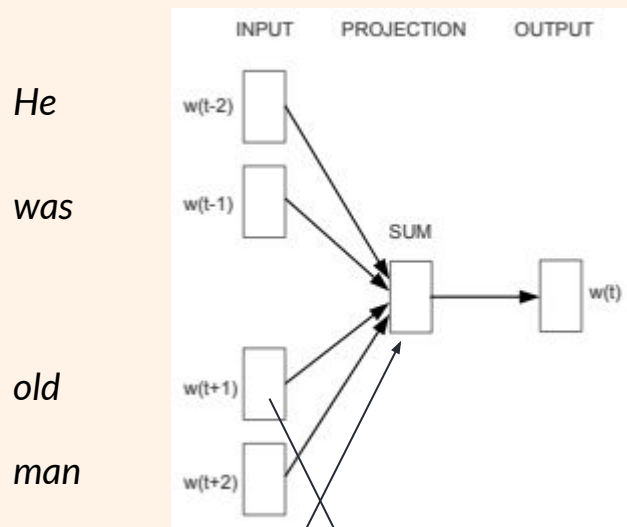 INPUT PROJECTION OUTPUT
He w(t-2)
was w(t-1)
SUM
w(t)
old w(t+1)
man w(t+2)